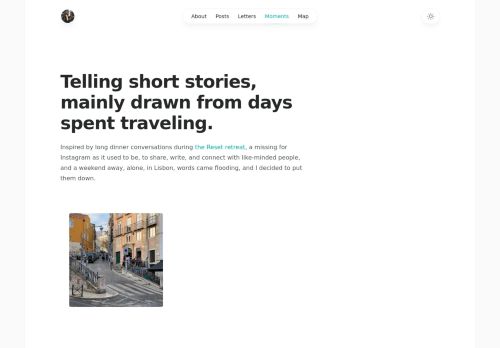 About Posts Letters Moments Map
Telling short stories,
mainly drawn from days
spent traveling.
Inspired by long dinner conversations during the Reset retreat, a missing for
Instagram as it used to be, to share, write, and connect with like-minded people,
and a weekend away, alone, in Lisbon, words came flooding, and I decided to put
them down.